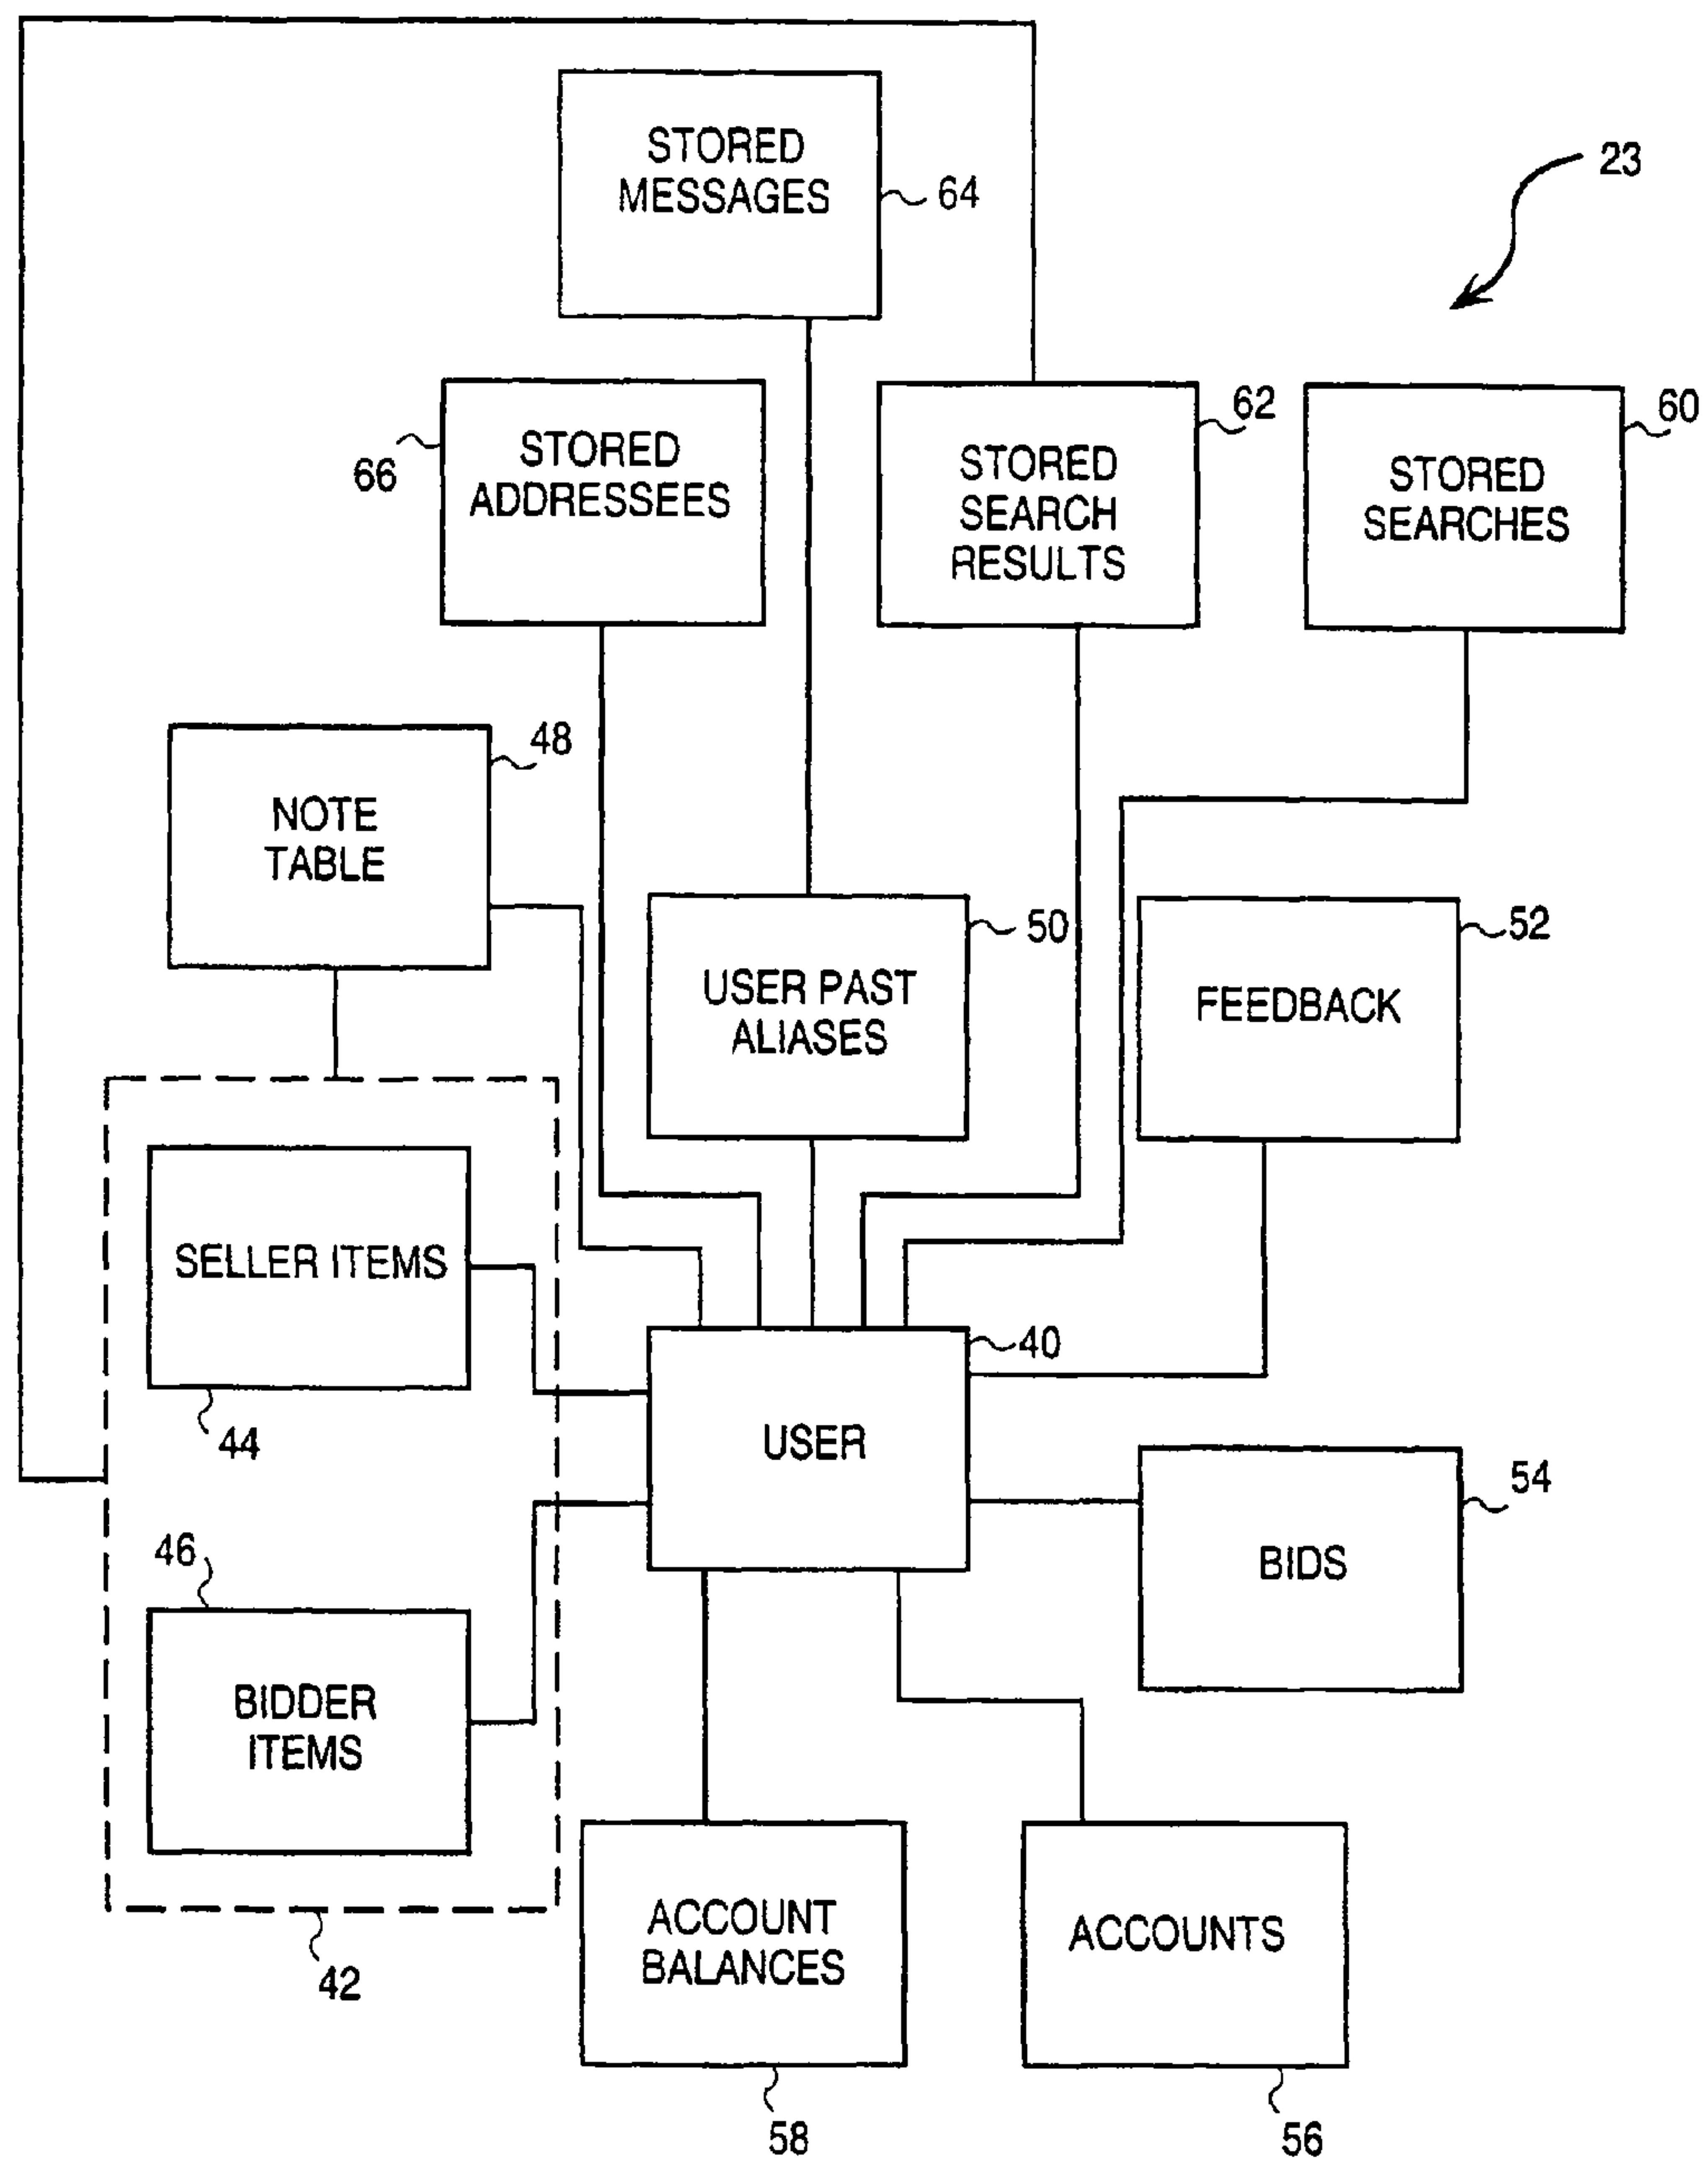 23
STORED
MESSAGES
64
STORED
ADDRESSEES
66
STORED
SEARCH
RESULTS
62
STORED
SEARCHES
60
NOTE
TABLE
48
USER PAST
ALIASES
50
FEEDBACK
52
SELLER ITEMS
44
USER
40
BIDS
54
46
BIDDER
ITEMS
42
ACCOUNT
BALANCES
58
ACCOUNTS
56